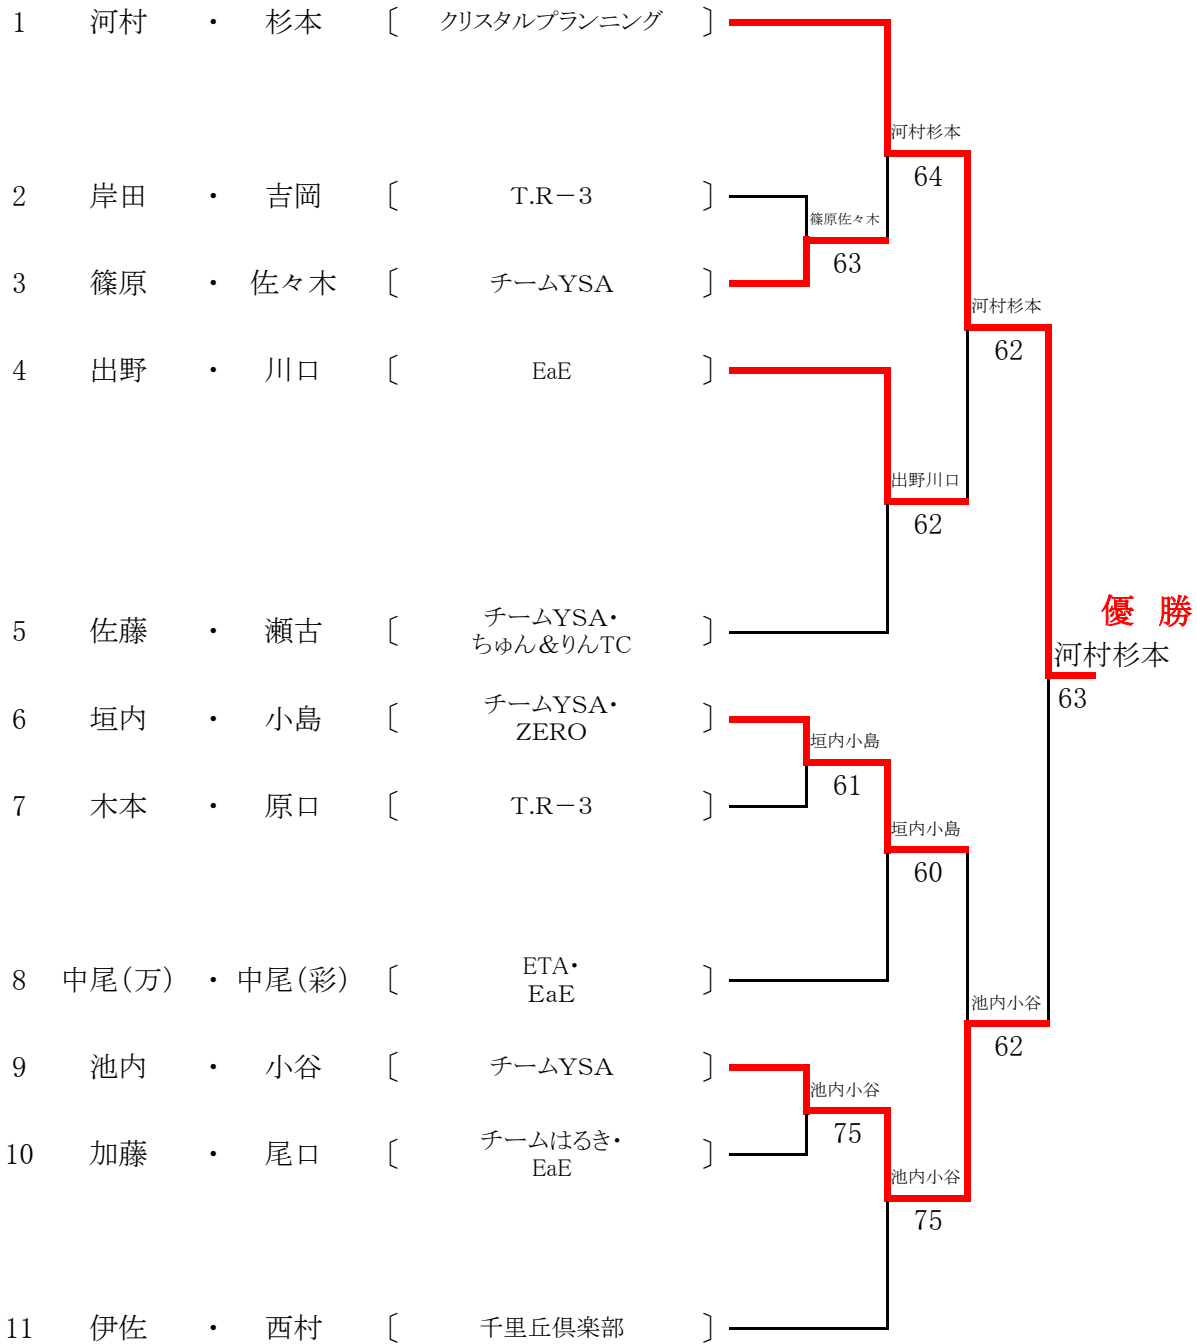 1 河村 ・ 杉本 〔 クリスタルプランニング 〕
河村杉本
64
2 岸田 ・ 吉岡 〔 T.R－3 〕
篠原佐々木
63
3 篠原 ・ 佐々木 〔 チームYSA 〕
河村杉本
62
4 出野 ・ 川口 〔 EaE 〕
出野川口
62
5 佐藤 ・ 瀬古 〔 チームYSA・
ちゅん&りんTC 〕
優 勝
河村杉本
63
6 垣内 ・ 小島 〔 チームYSA・
ZERO 〕
垣内小島
61
7 木本 ・ 原口 〔 T.R－3 〕
垣内小島
60
8 中尾(万) ・ 中尾(彩) 〔 ETA・
EaE 〕
池内小谷
62
9 池内 ・ 小谷 〔 チームYSA 〕
池内小谷
75
10 加藤 ・ 尾口 〔 チームはるき・
EaE 〕
池内小谷
75
11 伊佐 ・ 西村 〔 千里丘倶楽部 〕